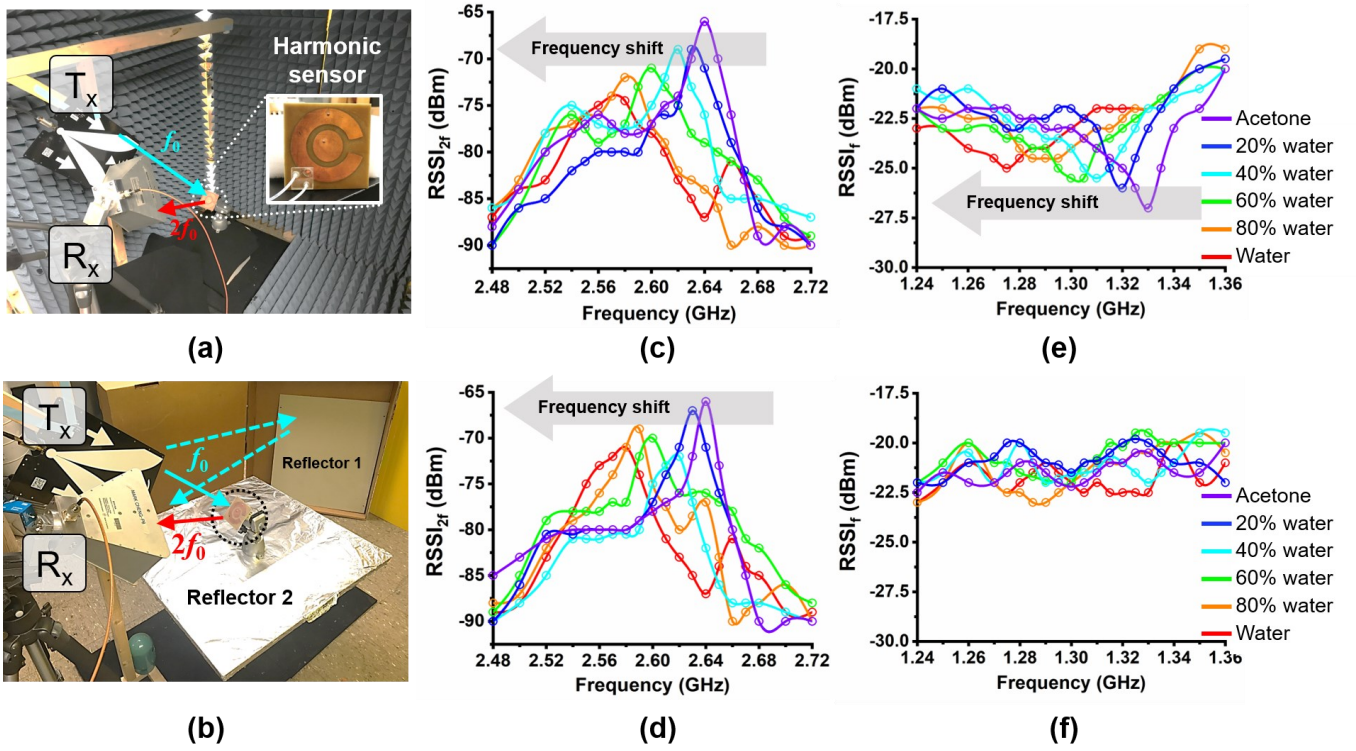 Harmonic
sensor
Tx
f0
2f0
Rx
(a)
-65
-70
-75
-80
-85
-90
RSSI2f (dBm)
Frequency shift
2.48
2.52
2.56
2.60
2.64
2.68
2.72
Frequency (GHz)
(c)
-17.5
-20.0
-22.5
-25.0
-27.5
-30.0
RSSIf (dBm)
Frequency shift
1.24
1.26
1.28
1.30
1.32
1.34
1.36
Frequency (GHz)
Acetone
20% water
40% water
60% water
80% water
Water
(e)
Tx
f0
Reflector 1
2f0
Rx
Reflector 2
(b)
-65
-70
-75
-80
-85
-90
RSSI2f (dBm)
Frequency shift
2.48
2.52
2.56
2.60
2.64
2.68
2.72
Frequency (GHz)
(d)
-17.5
-20.0
-22.5
-25.0
-27.5
-30.0
RSSIf (dBm)
1.24
1.26
1.28
1.30
1.32
1.34
1.36
Frequency (GHz)
Acetone
20% water
40% water
60% water
80% water
Water
(f)